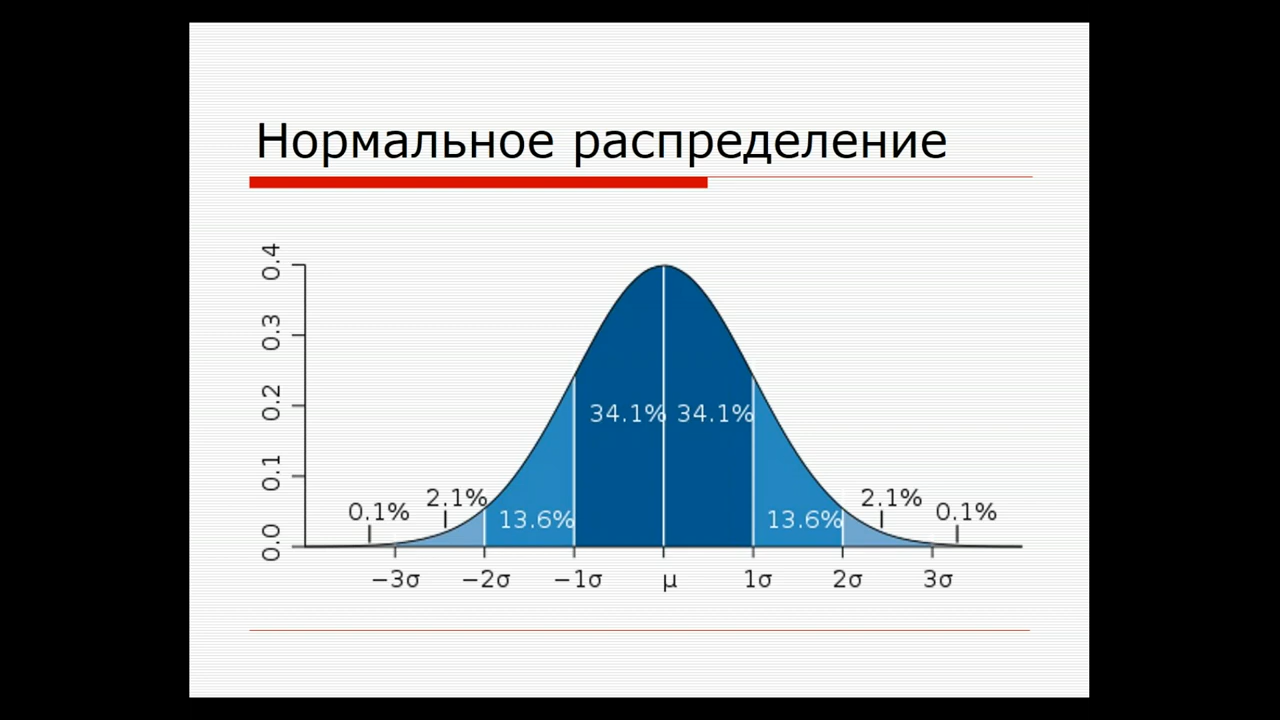 Нормальное распределение
0.4
0.3
0.2
0.1
0.0
34.1% 34.1%
0.1% 2.1% 13.6% 13.6% 2.1% 0.1%
−3σ −2σ −1σ μ 1σ 2σ 3σ